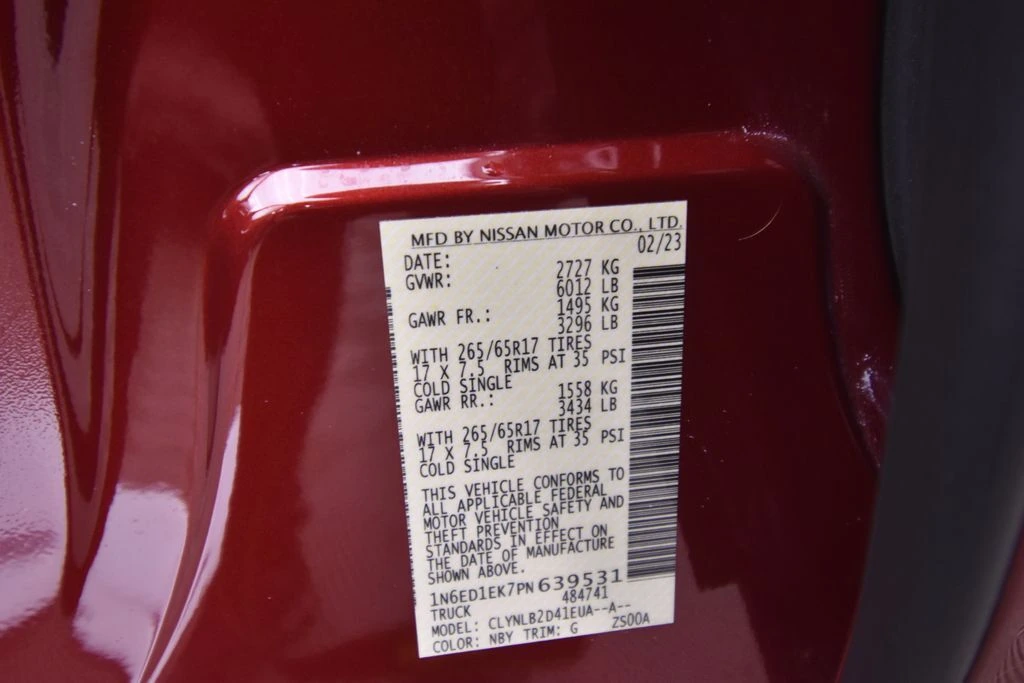 MFD BY NISSAN MOTOR CO., LTD.
DATE: 02/23
GVWR: 2727 KG
6012 LB
GAWR FR.: 1495 KG
3296 LB
WITH 265/65R17 TIRES
17 X 7.5 RIMS AT 35 PSI
COLD SINGLE
GAWR RR.: 1558 KG
3434 LB
WITH 265/65R17 TIRES
17 X 7.5 RIMS AT 35 PSI
COLD SINGLE
THIS VEHICLE CONFORMS TO
ALL APPLICABLE FEDERAL
MOTOR VEHICLE SAFETY AND
THEFT PREVENTION
STANDARDS IN EFFECT ON
THE DATE OF MANUFACTURE
SHOWN ABOVE.
1N6ED1EK7PN639531
TRUCK 484741
MODEL: CLYNLB2D41EUA--A--
COLOR: NBY TRIM: G ZS00A